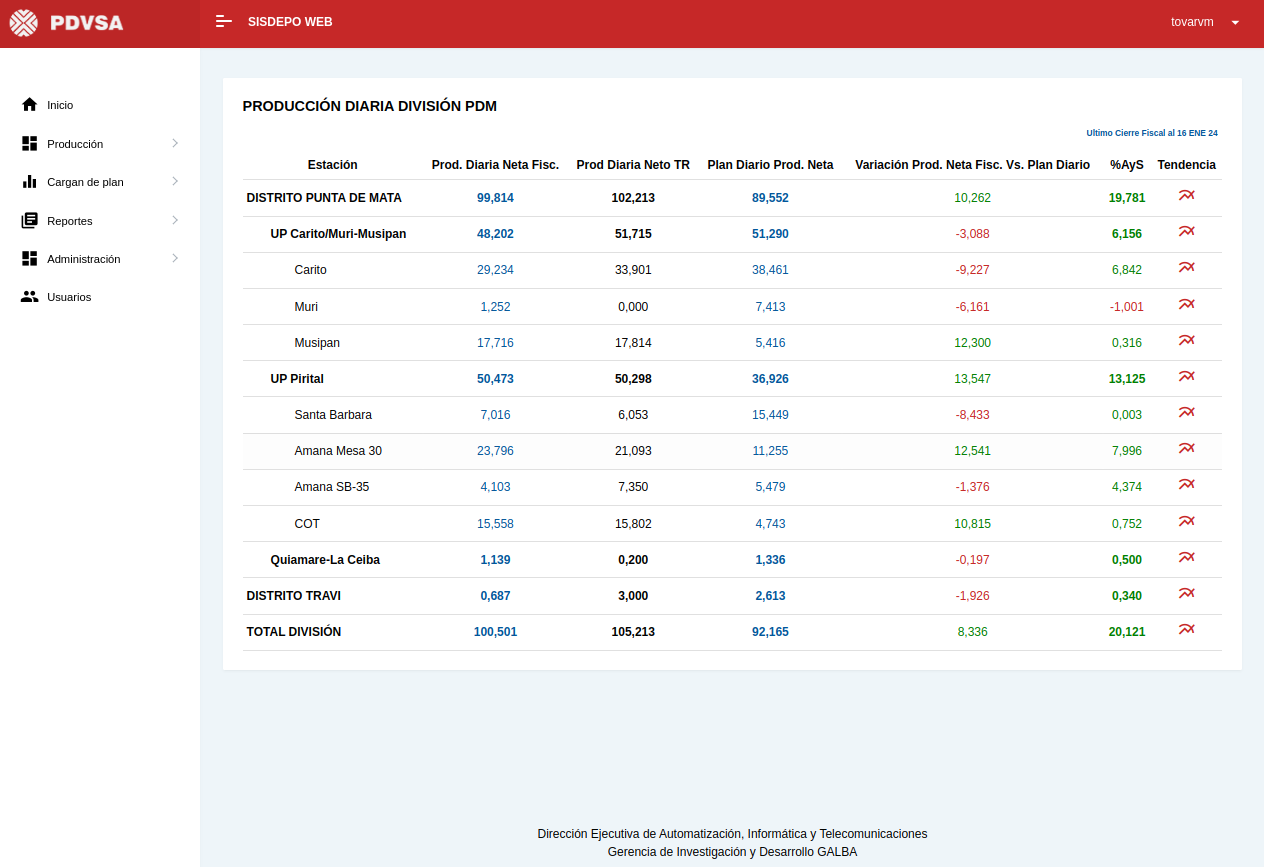 PDVSA
SISDEPO WEB
tovarvm
Inicio
Producción
Cargan de plan
Reportes
Administración
Usuarios
PRODUCCIÓN DIARIA DIVISIÓN PDM
Ultimo Cierre Fiscal al 16 ENE 24
Estación Prod. Diaria Neta Fisc. Prod Diaria Neto TR Plan Diario Prod. Neta Variación Prod. Neta Fisc. Vs. Plan Diario %AyS Tendencia
DISTRITO PUNTA DE MATA 99,814 102,213 89,552 10,262 19,781
UP Carito/Muri-Musipan 48,202 51,715 51,290 -3,088 6,156
Carito 29,234 33,901 38,461 -9,227 6,842
Muri 1,252 0,000 7,413 -6,161 -1,001
Musipan 17,716 17,814 5,416 12,300 0,316
UP Pirital 50,473 50,298 36,926 13,547 13,125
Santa Barbara 7,016 6,053 15,449 -8,433 0,003
Amana Mesa 30 23,796 21,093 11,255 12,541 7,996
Amana SB-35 4,103 7,350 5,479 -1,376 4,374
COT 15,558 15,802 4,743 10,815 0,752
Quiamare-La Ceiba 1,139 0,200 1,336 -0,197 0,500
DISTRITO TRAVI 0,687 3,000 2,613 -1,926 0,340
TOTAL DIVISIÓN 100,501 105,213 92,165 8,336 20,121
Dirección Ejecutiva de Automatización, Informática y Telecomunicaciones
Gerencia de Investigación y Desarrollo GALBA